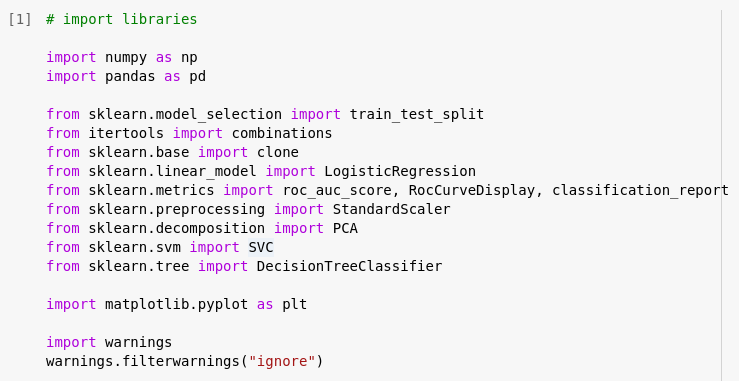 [1] # import libraries
import numpy as np
import pandas as pd
from sklearn.model_selection import train_test_split
from itertools import combinations
from sklearn.base import clone
from sklearn.linear_model import LogisticRegression
from sklearn.metrics import roc_auc_score, RocCurveDisplay, classification_report
from sklearn.preprocessing import StandardScaler
from sklearn.decomposition import PCA
from sklearn.svm import SVC
from sklearn.tree import DecisionTreeClassifier
import matplotlib.pyplot as plt
import warnings
warnings.filterwarnings("ignore")